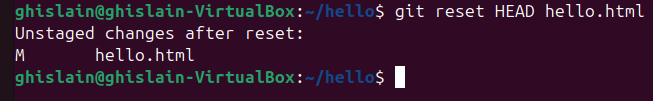 ghislain@ghislain-VirtualBox:~/hello$ git reset HEAD hello.html
Unstaged changes after reset:
M       hello.html
ghislain@ghislain-VirtualBox:~/hello$